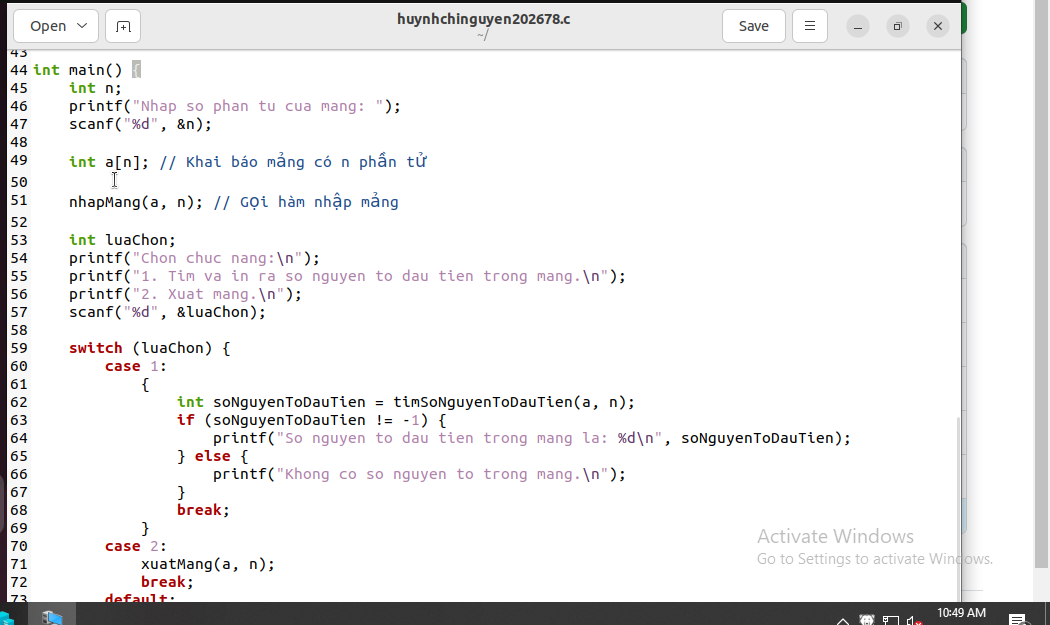 Open
huynhchinguyen202678.c
~/
Save
43
44 int main() {
45 int n;
46 printf("Nhap so phan tu cua mang: ");
47 scanf("%d", &n);
48
49 int a[n]; // Khai báo mảng có n phần tử
50
51 nhapMang(a, n); // Gọi hàm nhập mảng
52
53 int luaChon;
54 printf("Chon chuc nang:\n");
55 printf("1. Tim va in ra so nguyen to dau tien trong mang.\n");
56 printf("2. Xuat mang.\n");
57 scanf("%d", &luaChon);
58
59 switch (luaChon) {
60 case 1:
61 {
62 int soNguyenToDauTien = timSoNguyenToDauTien(a, n);
63 if (soNguyenToDauTien != -1) {
64 printf("So nguyen to dau tien trong mang la: %d\n", soNguyenToDauTien);
65 } else {
66 printf("Khong co so nguyen to trong mang.\n");
67 }
68 break;
69 }
70 case 2:
71 xuatMang(a, n);
72 break;
73 default:
Activate Windows
Go to Settings to activate Windows.
10:49 AM